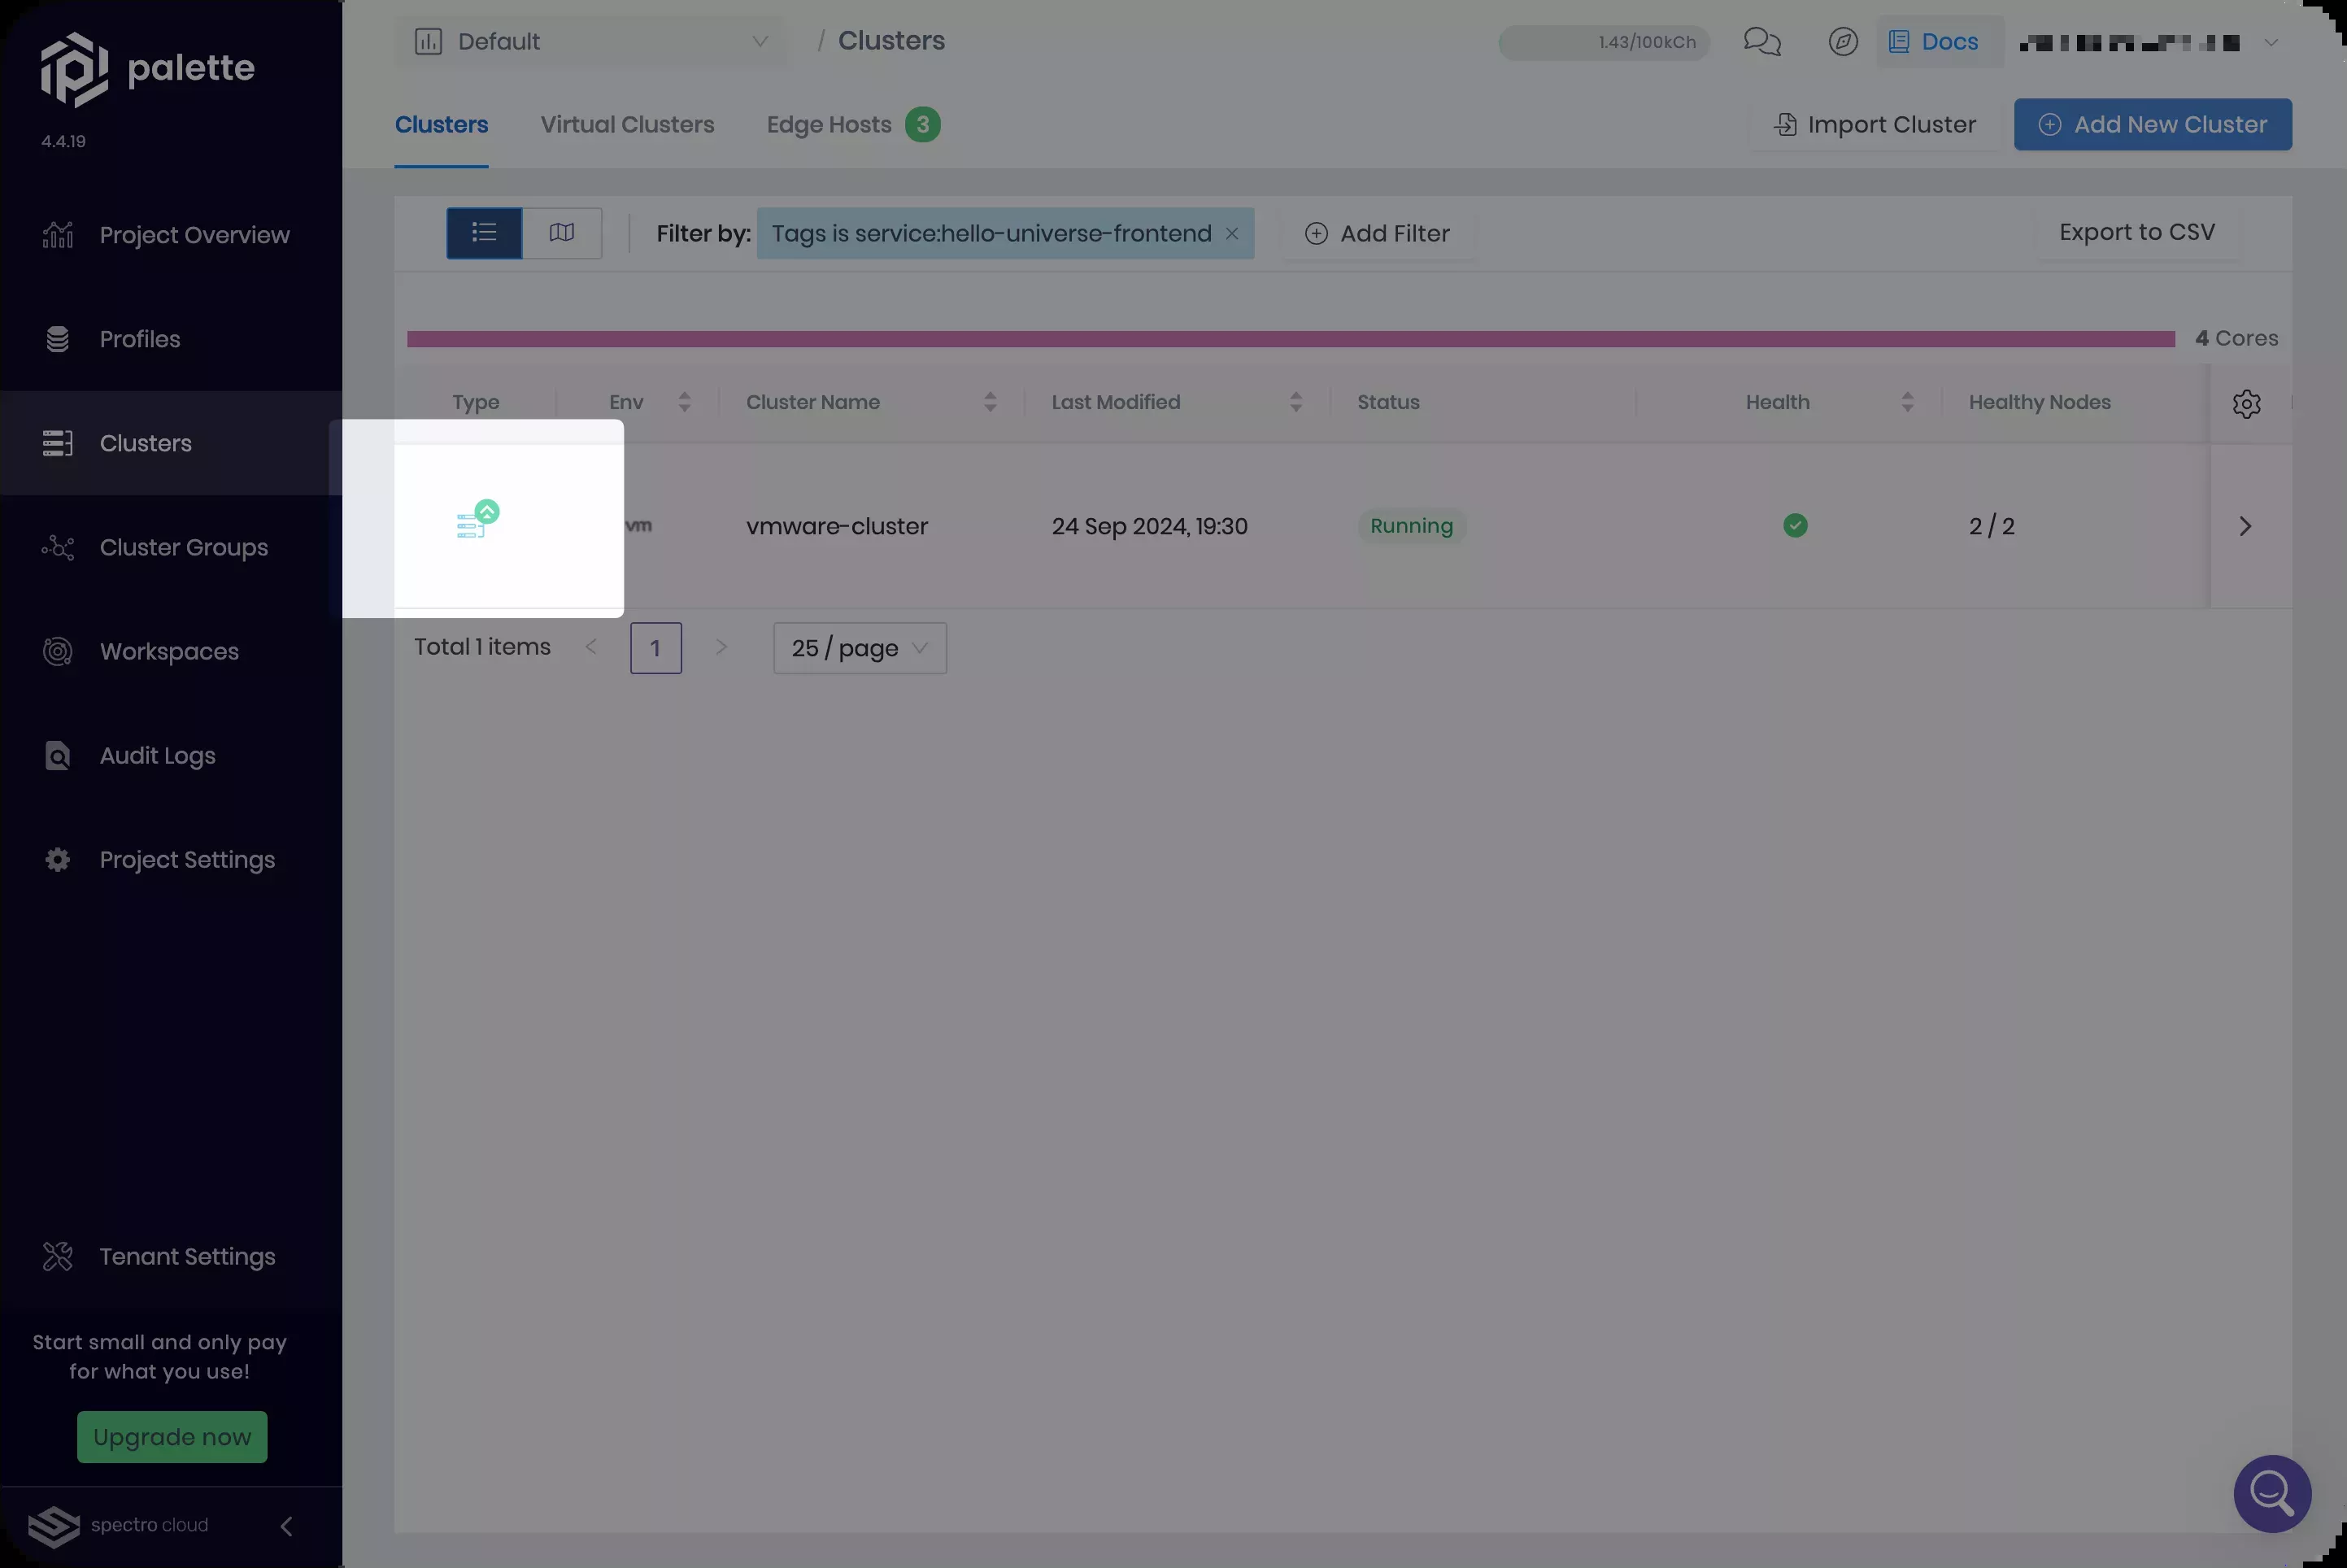 palette
4.4.19
Project Overview
Profiles
Clusters
Cluster Groups
Workspaces
Audit Logs
Project Settings
Tenant Settings
Start small and only pay
for what you use!
Upgrade now
spectro cloud
Default / Clusters
1.43/100kCh
Docs
Clusters Virtual Clusters Edge Hosts 3
Import Cluster Add New Cluster
Filter by: Tags is service:hello-universe-frontend Add Filter
Export to CSV
4 Cores
Type Env Cluster Name Last Modified Status Health Healthy Nodes
vm vmware-cluster 24 Sep 2024, 19:30 Running 2 / 2
Total 1 items < 1 > 25 / page